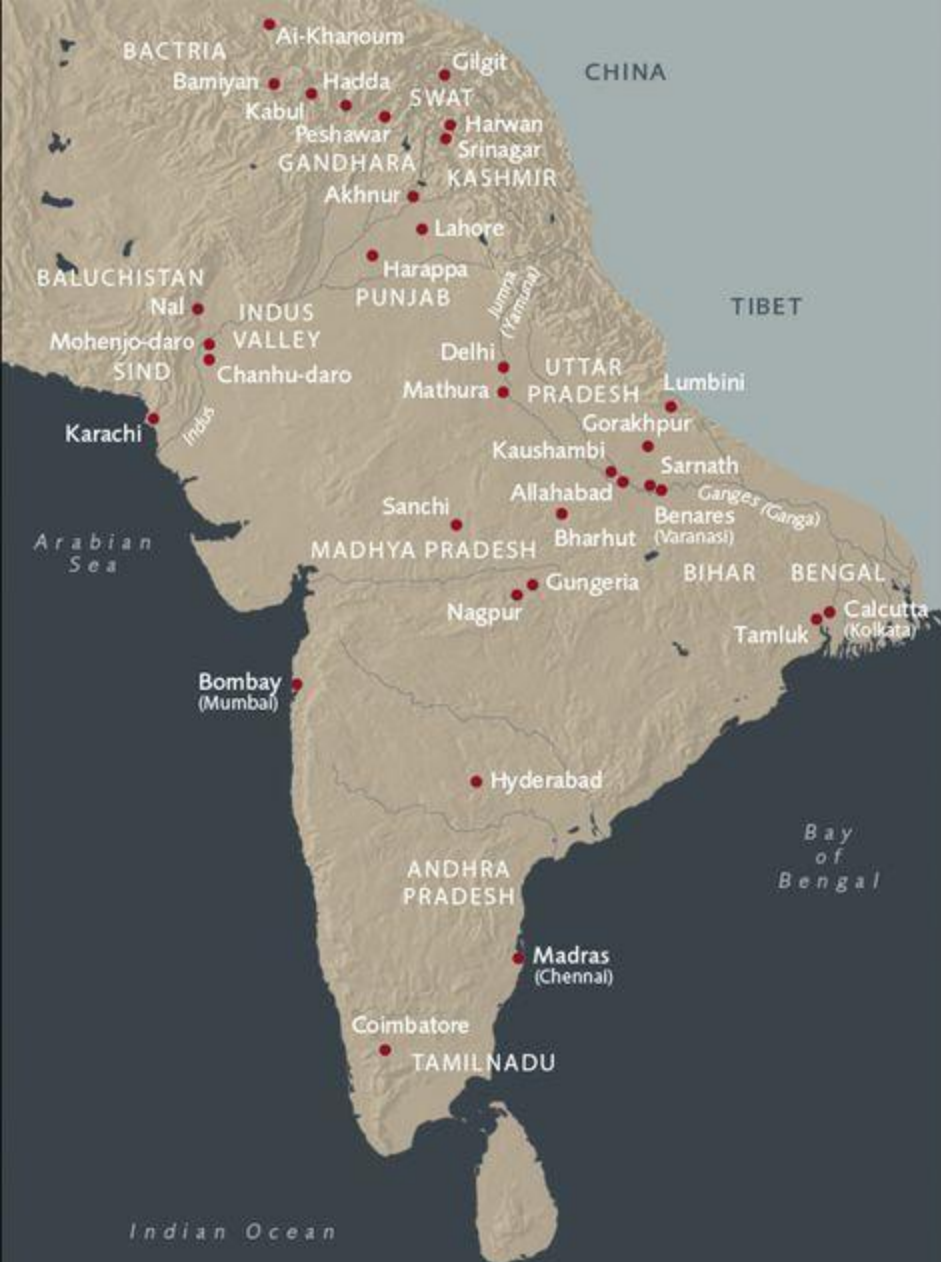 Ai-Khanoum
BACTRIA
Gilgit
CHINA
Bamiyan
Hadda
SWAT
Kabul
Harwan
Peshawar
Srinagar
GANDHARA
KASHMIR
Akhnur
Lahore
Harappa
BALUCHISTAN
PUNJAB
Jumna
(Yamuna)
TIBET
Nal
INDUS
VALLEY
Mohenjo-daro
SIND
Chanhu-daro
Delhi
UTTAR
PRADESH
Mathura
Lumbini
Karachi
Indus
Gorakhpur
Kaushambi
Sarnath
Allahabad
Ganges (Ganga)
Sanchi
Benares
(Varanasi)
Bharhut
Arabian
Sea
MADHYA PRADESH
BIHAR
BENGAL
Gungeria
Nagpur
Calcutta
(Kolkata)
Tamluk
Bombay
(Mumbai)
Hyderabad
Bay
of
Bengal
ANDHRA
PRADESH
Madras
(Chennai)
Coimbatore
TAMILNADU
Indian Ocean